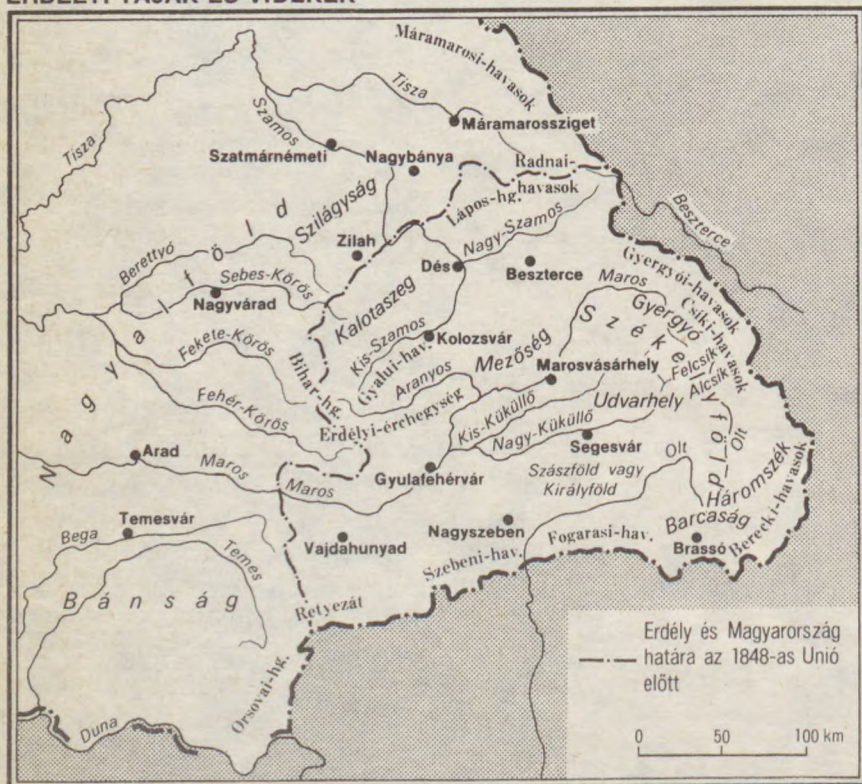 ERDÉLYI TÁJAK ÉS VIDÉKEK
Máramarosi-havasok
Tisza
Tisza
Szamos
Máramarossziget
Szatmárnémeti
Nagybánya
Radnai-
havasok
Lápos-hg.
Beszterce
Szilágyság
Zilah
Nagy-Szamos
Berettyó
Dés
Beszterce
Gyergyói-havasok
Sebes-Körös
Maros
Nagyvárad
Kalotaszeg
Gyergyó
Csíki-havasok
Kis-Szamos
Kolozsvár
Székelyföld
Fekete-Körös
Gyalui-hav.
Mezőség
Marosvásárhely
Felcsík
Bihar-hg.
Aranyos
Alcsík
Udvarhely
Fehér-Körös
Erdélyi-érchegység
Kis-Küküllő
Nagy-Küküllő
Olt
Nagyalföld
Segesvár
Arad
Maros
Maros
Gyulafehérvár
Szászföld vagy
Királyföld
Olt
Háromszék
Barcaság
Berecki-havasok
Temesvár
Bega
Temes
Vajdahunyad
Nagyszeben
Brassó
Fogarasi-hav.
Szebeni-hav.
Bánság
Retyezát
Orsovai-hg.
Duna
Erdély és Magyarország
határa az 1848-as Unió
előtt
0 50 100 km